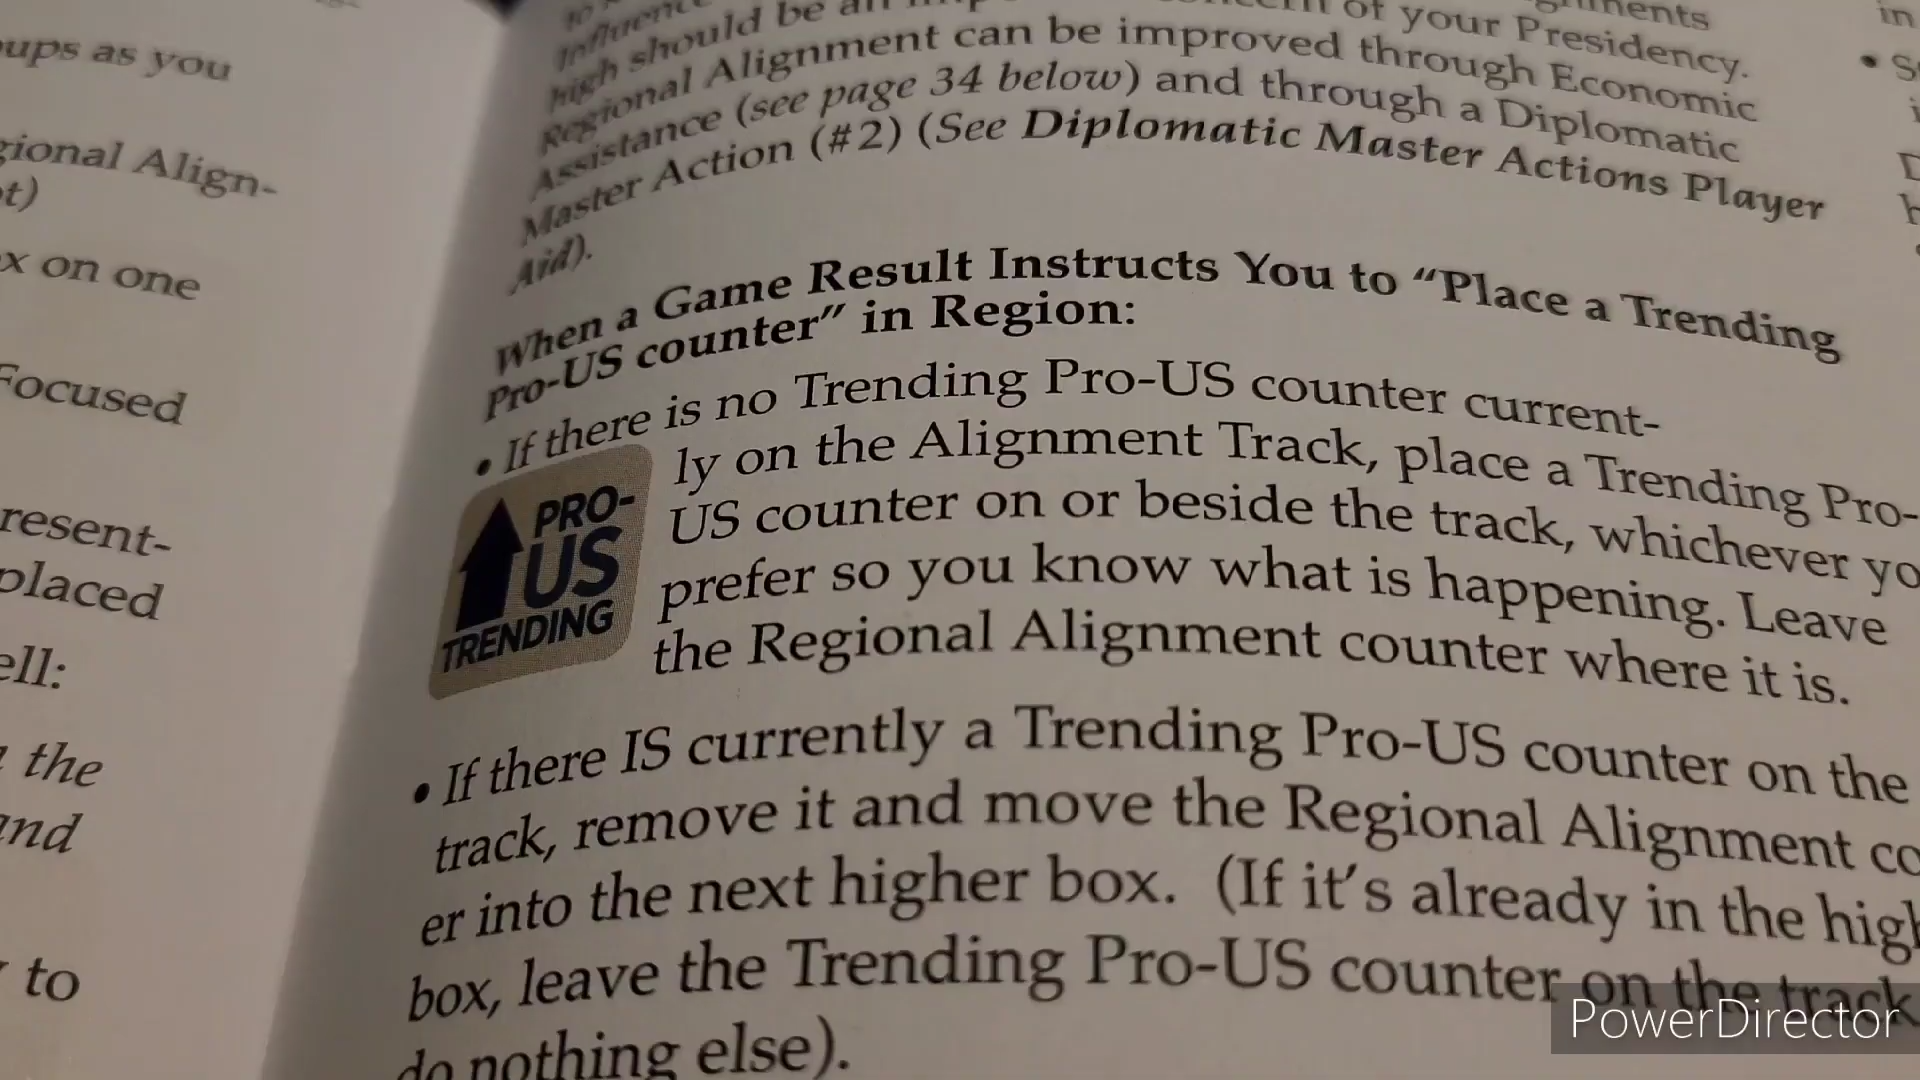 ups as you
gional Align-
t)
x on one
Focused
resent-
placed
ell:
the
and
to
high should be an of your Presidency.
Regional Alignment can be improved through Economic
Assistance (see page 34 below) and through a Diplomatic
Master Action (#2) (See Diplomatic Master Actions Player
Aid).
When a Game Result Instructs You to “Place a Trending
Pro-US counter” in Region:
• If there is no Trending Pro-US counter current-
ly on the Alignment Track, place a Trending Pro-
US counter on or beside the track, whichever yo
prefer so you know what is happening. Leave
the Regional Alignment counter where it is.
PRO-
US
TRENDING
• If there IS currently a Trending Pro-US counter on the
track, remove it and move the Regional Alignment co
er into the next higher box. (If it’s already in the high
box, leave the Trending Pro-US counter on the track
do nothing else).
in
PowerDirector